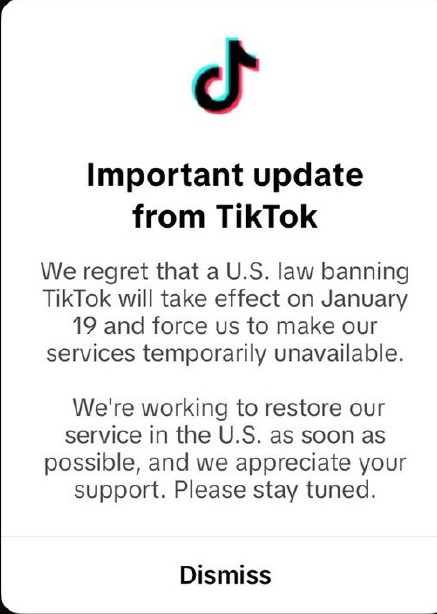 Important update
from TikTok
We regret that a U.S. law banning
TikTok will take effect on January
19 and force us to make our
services temporarily unavailable.
We're working to restore our
service in the U.S. as soon as
possible, and we appreciate your
support. Please stay tuned.
Dismiss